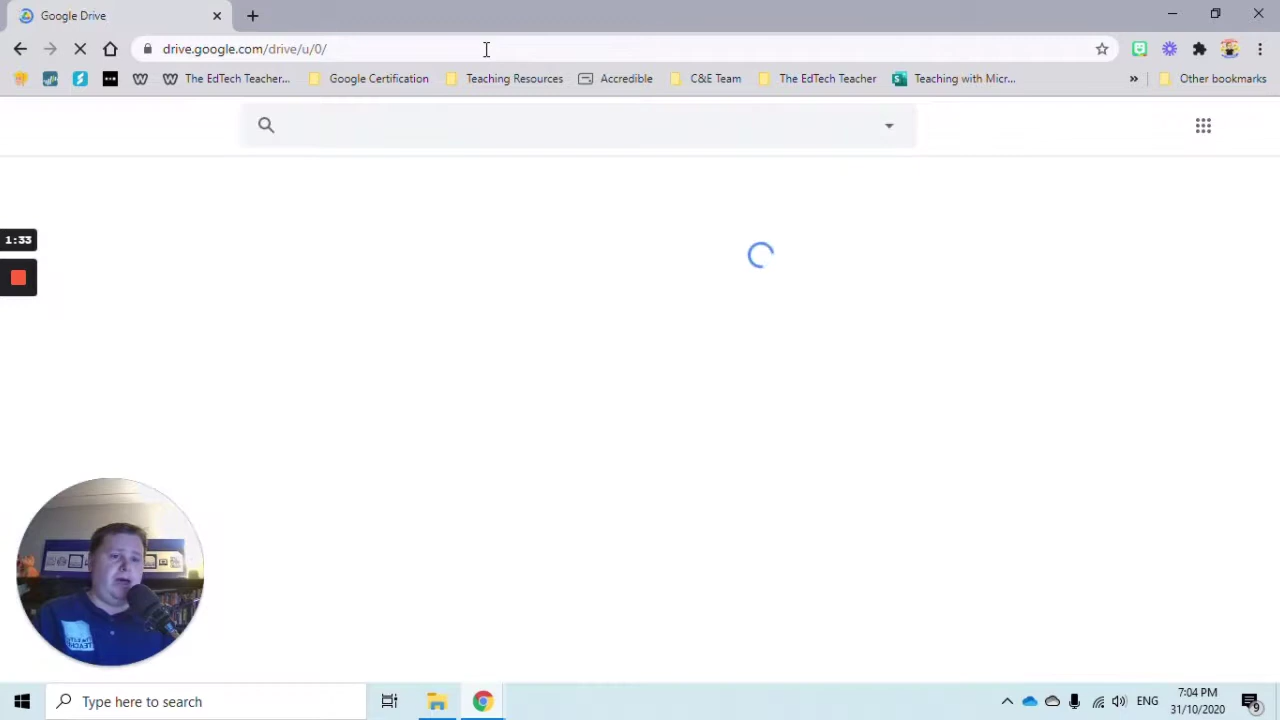 Google Drive
drive.google.com/drive/u/0/
The EdTech Teacher... Google Certification Teaching Resources Accredible C&E Team The EdTech Teacher Teaching with Micr... » Other bookmarks
1:33
Type here to search
ENG
7:04 PM
31/10/2020
9